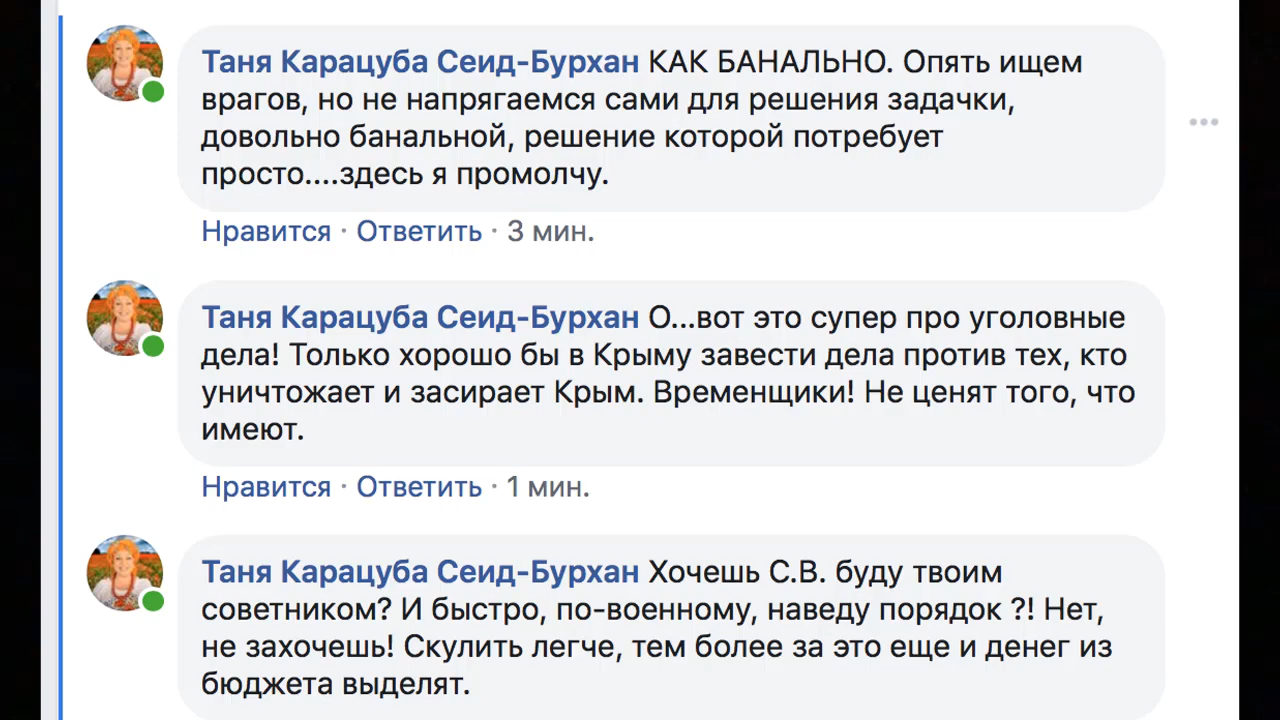 Таня Карацуба Сеид-Бурхан КАК БАНАЛЬНО. Опять ищем
врагов, но не напрягаемся сами для решения задачки,
довольно банальной, решение которой потребует
просто....здесь я промолчу.
Нравится · Ответить · 3 мин.
Таня Карацуба Сеид-Бурхан О...вот это супер про уголовные
дела! Только хорошо бы в Крыму завести дела против тех, кто
уничтожает и засирает Крым. Временщики! Не ценят того, что
имеют.
Нравится · Ответить · 1 мин.
Таня Карацуба Сеид-Бурхан Хочешь С.В. буду твоим
советником? И быстро, по-военному, наведу порядок ?! Нет,
не захочешь! Скулить легче, тем более за это еще и денег из
бюджета выделят.